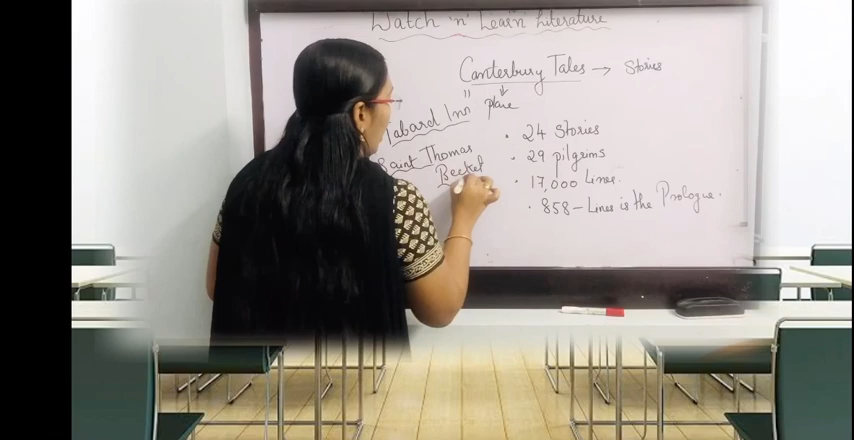 Watch 'n' Learn Literature
Canterbury Tales → Stories
" ↓
Tabard Inn place
Saint Thomas
Becket
• 24 Stories
• 29 pilgrims
• 17,000 Lines.
• 858 - Lines is the Prologue.